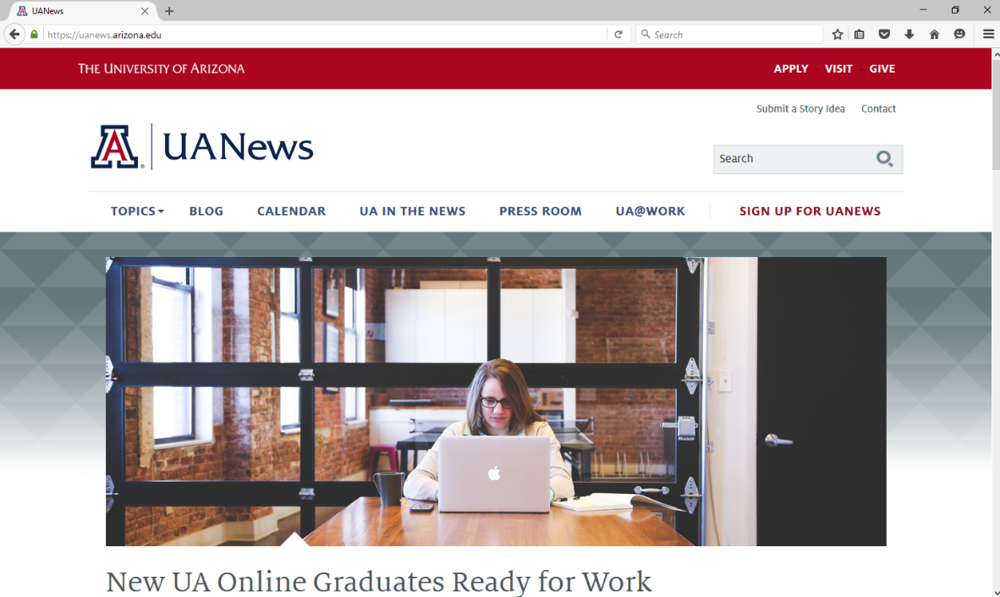 UANews
https://uanews.arizona.edu
Search
THE UNIVERSITY OF ARIZONA
APPLY VISIT GIVE
Submit a Story Idea Contact
A UANews
Search
TOPICS BLOG CALENDAR UA IN THE NEWS PRESS ROOM UA@WORK SIGN UP FOR UANEWS
New UA Online Graduates Ready for Work